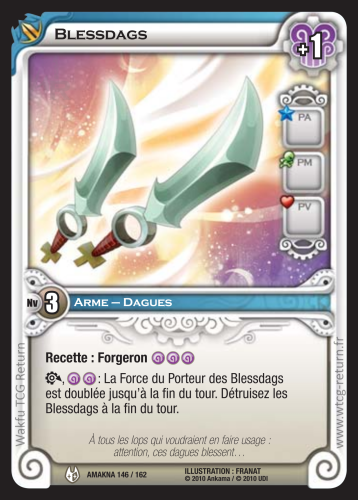 Blessdags
+1
PA
PM
PV
Nv 3 Arme – Dagues
Recette : Forgeron
, : La Force du Porteur des Blessdags
est doublée jusqu'à la fin du tour. Détruisez les
Blessdags à la fin du tour.
À tous les lops qui voudraient en faire usage :
attention, ces dagues blessent…
AMAKNA 146 / 162
ILLUSTRATION : FRANAT
© 2010 Ankama / © 2010 UDI
Wakfu TCG Return
www.wtcg-return.fr